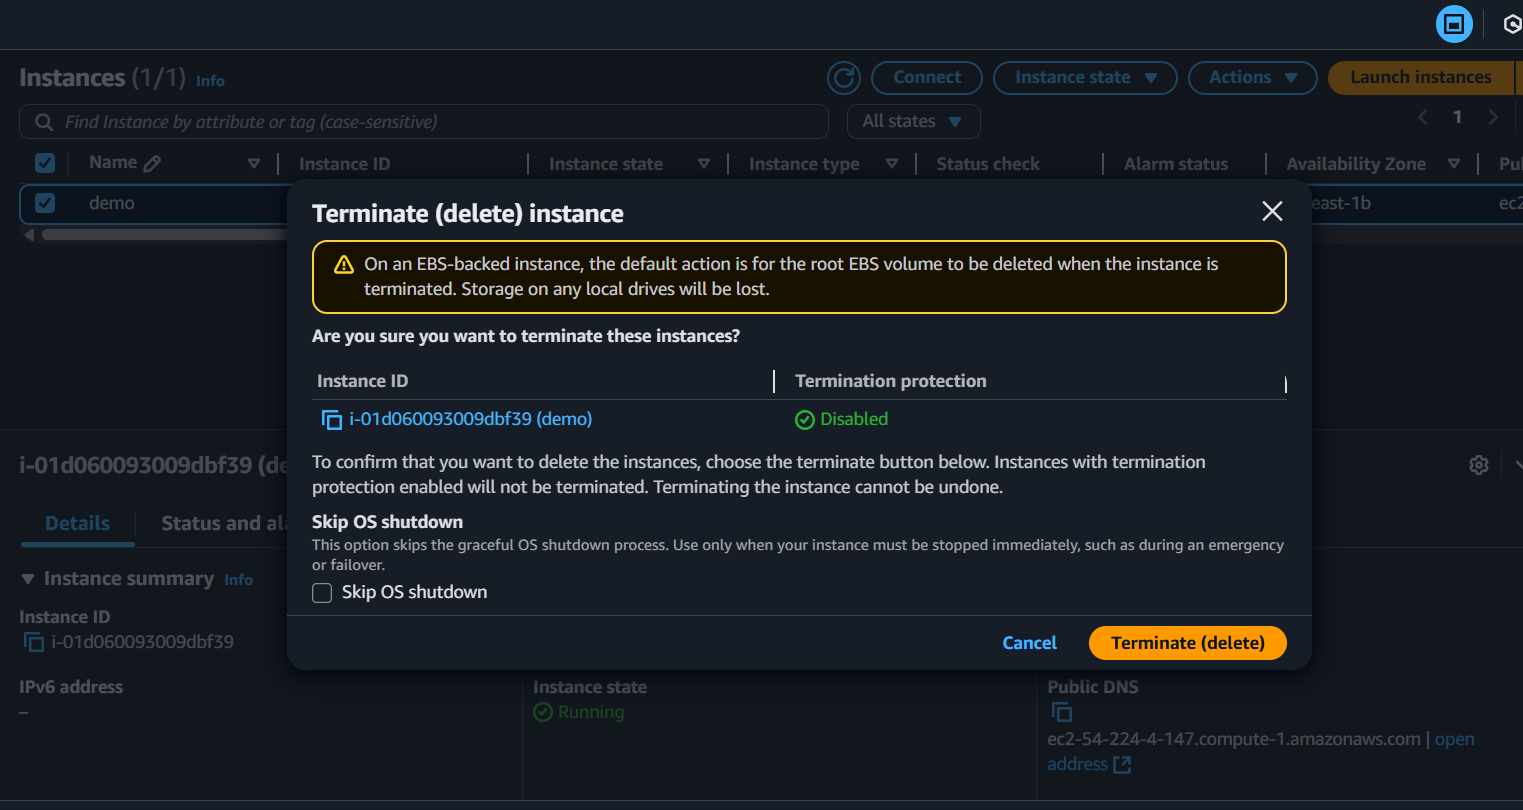 Instances (1/1) Info
Connect
Instance state
Actions
Launch instances
Find Instance by attribute or tag (case-sensitive)
All states
1
Name
Instance ID
Instance state
Instance type
Status check
Alarm status
Availability Zone
demo
east-1b
ec2
Terminate (delete) instance
On an EBS-backed instance, the default action is for the root EBS volume to be deleted when the instance is
terminated. Storage on any local drives will be lost.
Are you sure you want to terminate these instances?
Instance ID
Termination protection
i-01d060093009dbf39 (demo)
Disabled
To confirm that you want to delete the instances, choose the terminate button below. Instances with termination
protection enabled will not be terminated. Terminating the instance cannot be undone.
Skip OS shutdown
This option skips the graceful OS shutdown process. Use only when your instance must be stopped immediately, such as during an emergency
or failover.
Skip OS shutdown
Cancel
Terminate (delete)
i-01d060093009dbf39 (de
Details
Status and ala
Instance summary Info
Instance ID
i-01d060093009dbf39
IPv6 address
–
Instance state
Running
Public DNS
ec2-54-224-4-147.compute-1.amazonaws.com | open
address